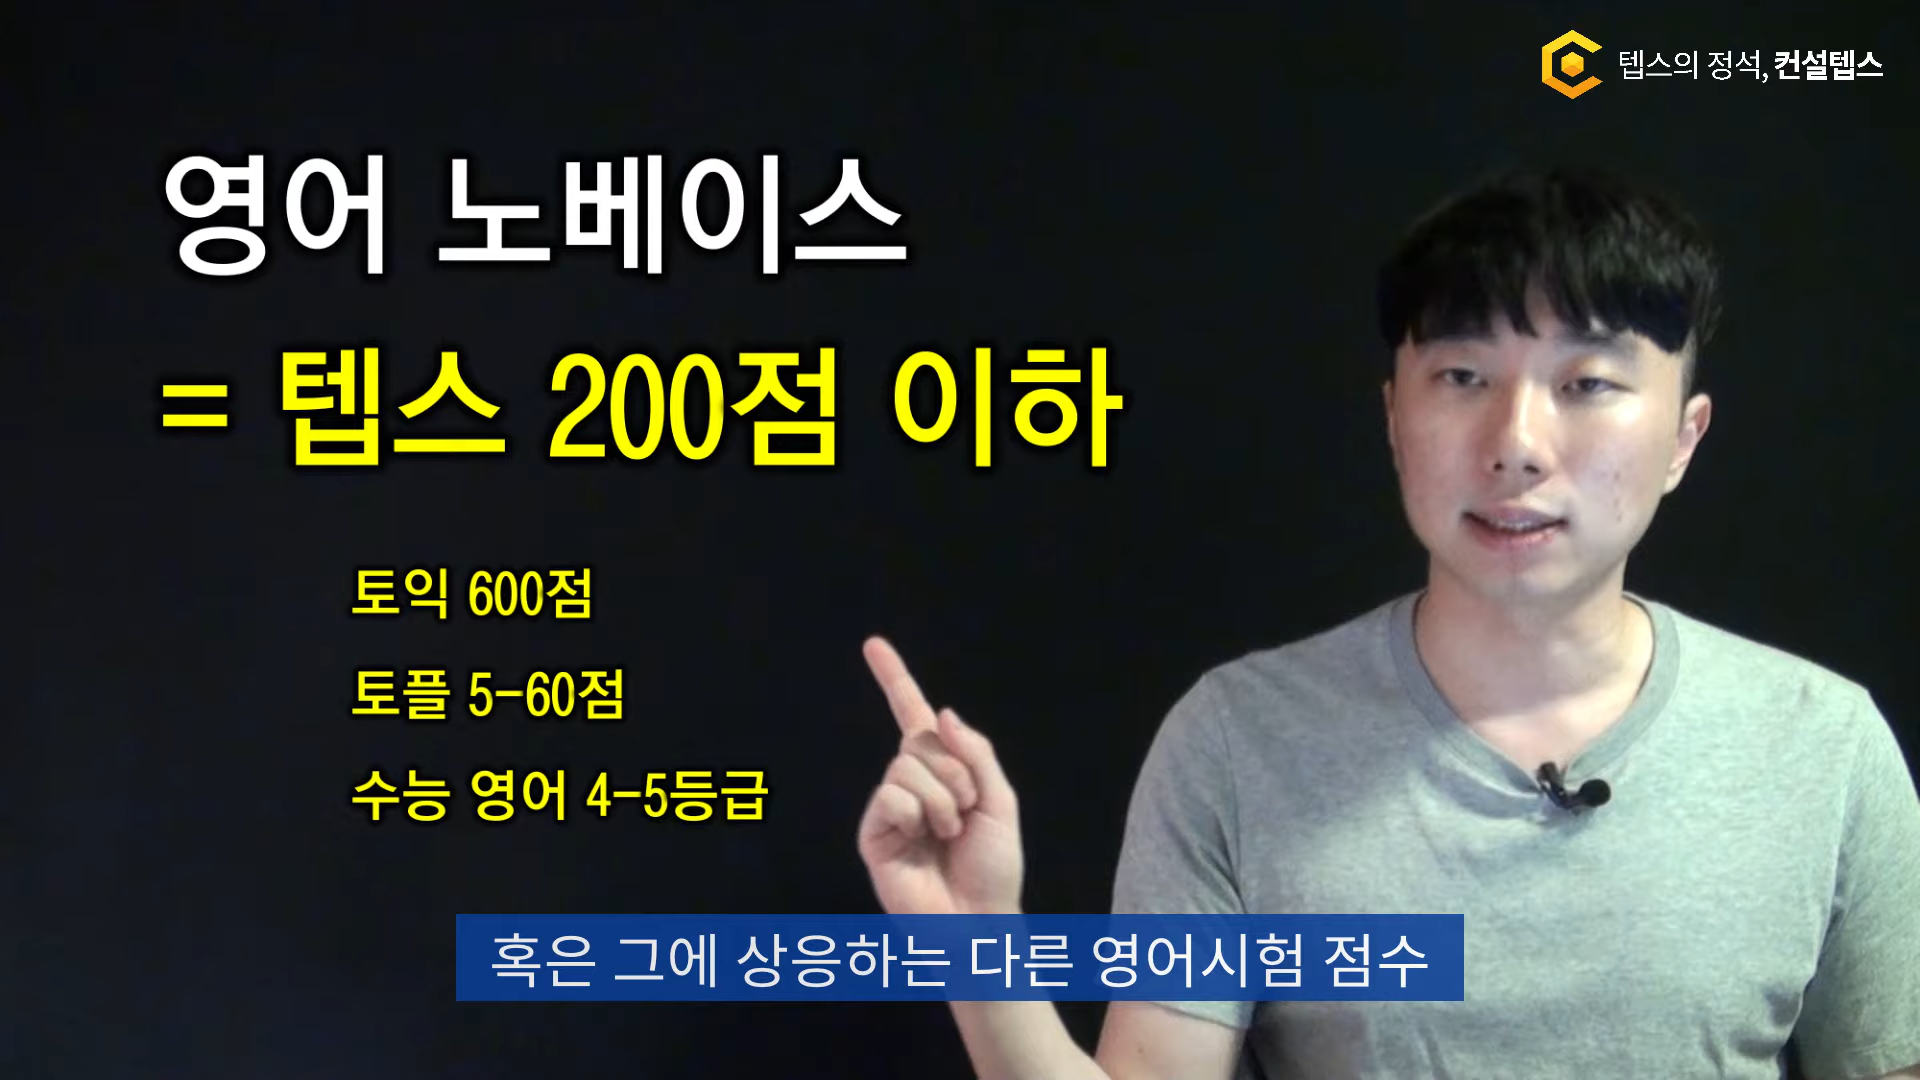 텝스의 정석, 컨설텝스
영어 노베이스
= 텝스 200점 이하
토익 600점
토플 5-60점
수능 영어 4-5등급
혹은 그에 상응하는 다른 영어시험 점수